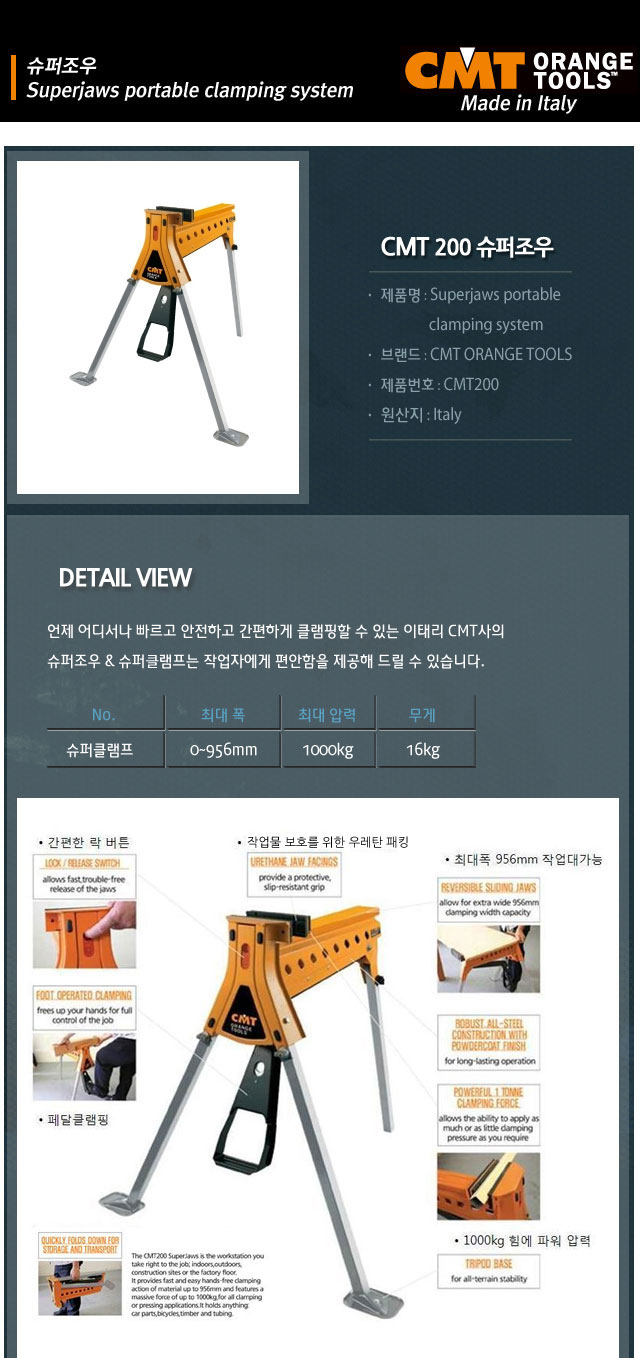 슈퍼조우
Superjaws portable clamping system
CMT ORANGE TOOLS™
Made in Italy
CMT ORANGE TOOLS
CMT 200 슈퍼조우
· 제품명 : Superjaws portable
clamping system
· 브랜드 : CMT ORANGE TOOLS
· 제품번호 : CMT200
· 원산지 : Italy
DETAIL VIEW
언제 어디서나 빠르고 안전하고 간편하게 클램핑할 수 있는 이태리 CMT사의
슈퍼조우 & 슈퍼클램프는 작업자에게 편안함을 제공해 드릴 수 있습니다.
No. 최대 폭 최대 압력 무게
슈퍼클램프 0~956mm 1000kg 16kg
• 간편한 락 버튼
LOCK / RELEASE SWITCH
allows fast,trouble-free
release of the jaws
• 작업물 보호를 위한 우레탄 패킹
URETHANE JAW FACINGS
provide a protective,
slip-resistant grip
• 최대폭 956mm 작업대가능
REVERSIBLE SLIDING JAWS
allow for extra wide 956mm
clamping width capacity
FOOT OPERATED CLAMPING
frees up your hands for full
control of the job
• 페달클램핑
CMT
ORANGE
TOOLS
ROBUST, ALL-STEEL
CONSTRUCTION WITH
POWDERCOAT FINISH
for long-lasting operation
POWERFUL 1 TONNE
CLAMPING FORCE
allows the ability to apply as
much or as little clamping
pressure as you require
• 1000kg 힘에 파워 압력
TRIPOD BASE
for all-terrain stability
QUICKLY FOLDS DOWN FOR
STORAGE AND TRANSPORT
The CMT200 SuperJaws is the workstation you
take right to the job; indoors,outdoors,
construction sites or the factory floor.
It provides fast and easy hands-free clamping
action of material up to 956mm and features a
massive force of up to 1000kg,for all clamping
or pressing applications.It holds anything:
car parts,bicycles,timber and tubing.